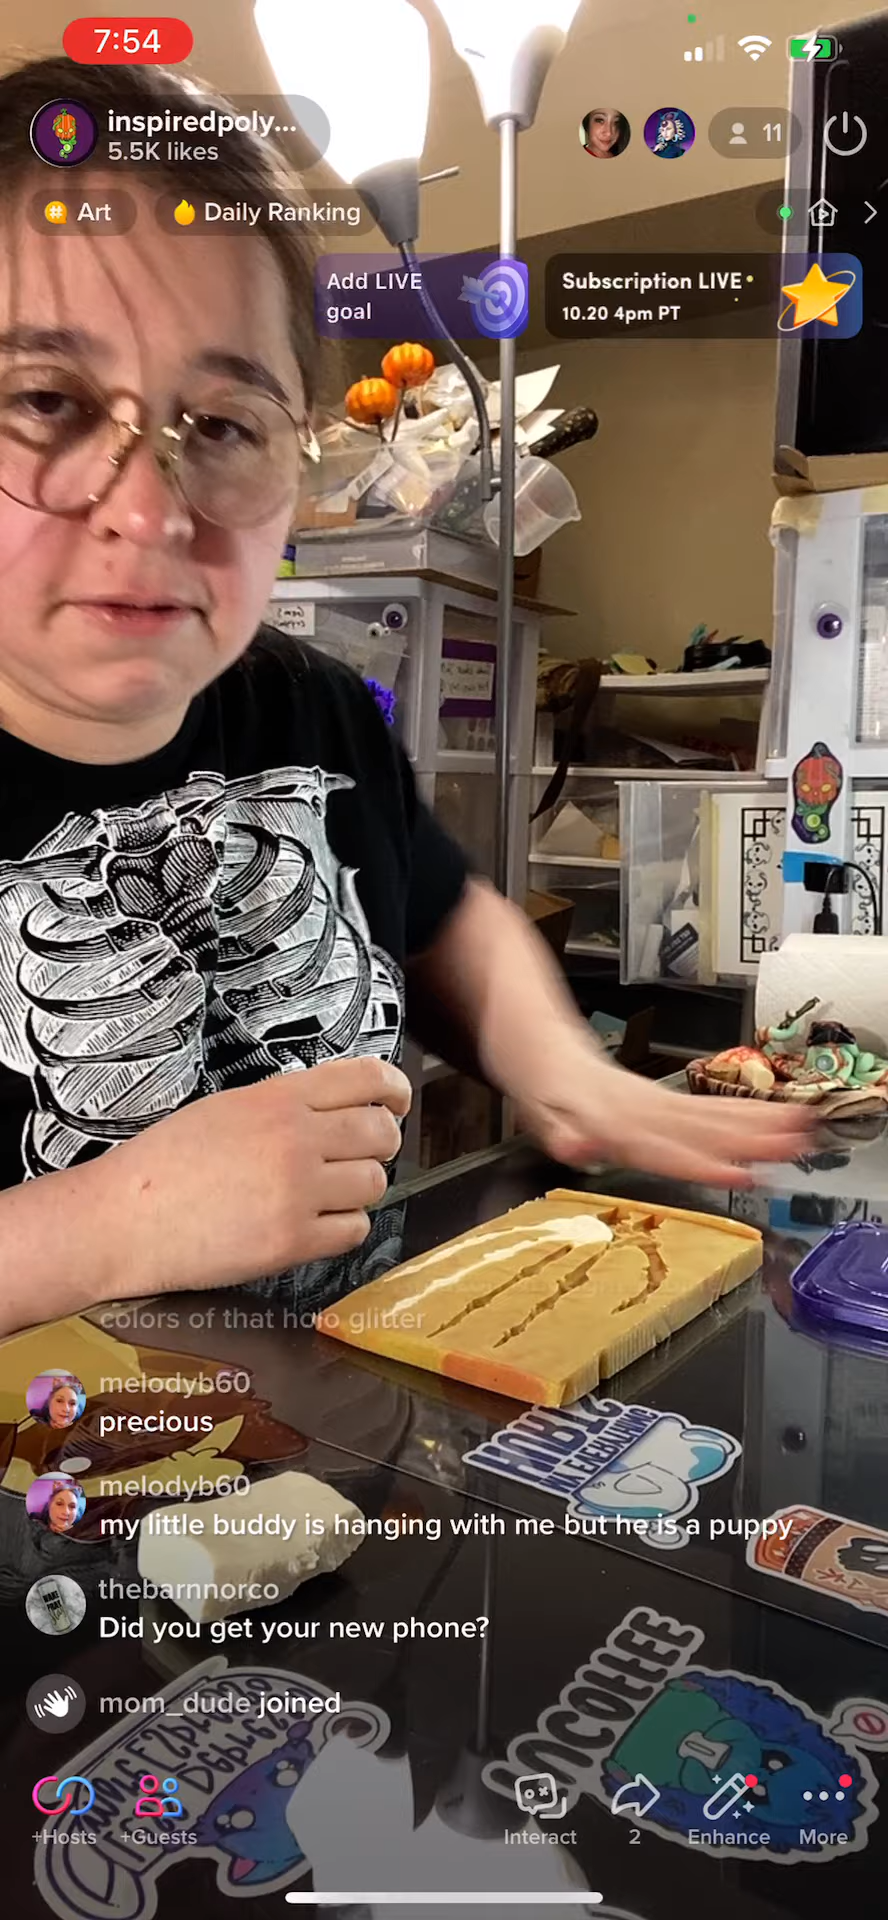 7:54
inspiredpoly...
5.5K likes
11
Art
Daily Ranking
Add LIVE
goal
Subscription LIVE
10.20 4pm PT
colors of that holo glitter
melodyb60
precious
melodyb60
my little buddy is hanging with me but he is a puppy
thebarnnorco
Did you get your new phone?
mom_dude joined
COFFEE
+Hosts
+Guests
Interact
2
Enhance
More